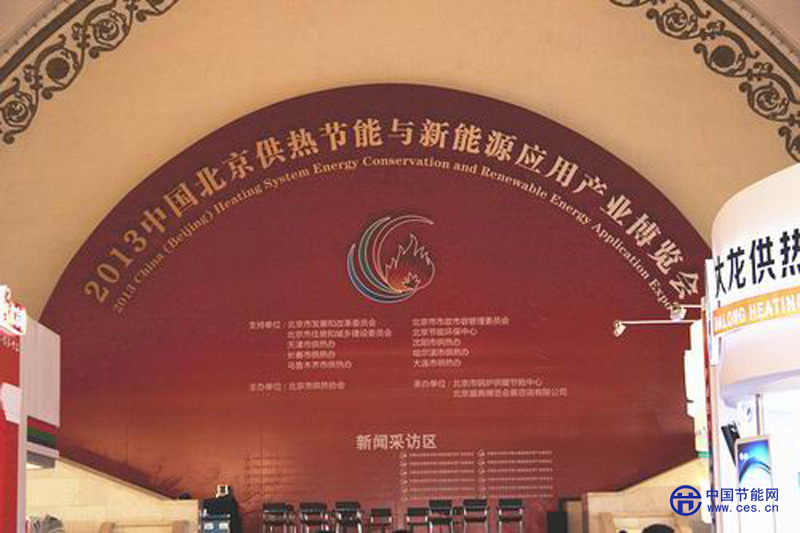 2013中国北京供热节能与新能源应用产业博览会
2013 China (Beijing) Heating System Energy Conservation and Renewable Energy Application Expo
支持单位：北京市发展和改革委员会
北京市住房和城乡建设委员会
天津市供热办
长春市供热办
乌鲁木齐市供热办
北京市市政市容管理委员会
北京节能环保中心
沈阳市供热办
哈尔滨市供热办
大连市供热办
主办单位：北京市供热协会
承办单位：北京市锅炉供暖节能中心
新闻采访区
大龙供热
DALONG HEATING
中国节能网
www.ces.cn